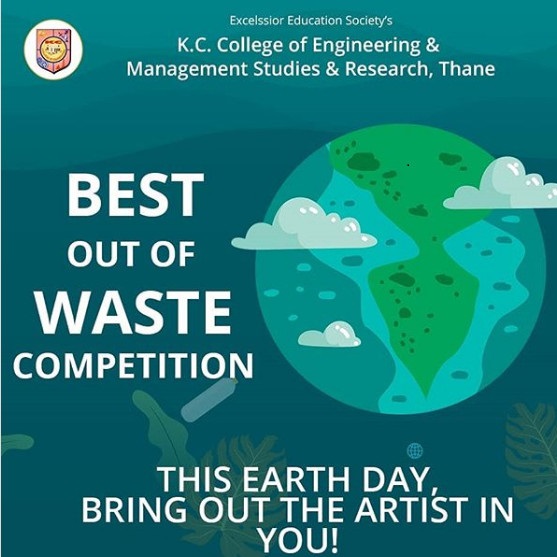 Excelssior Education Society's
K.C. College of Engineering &
Management Studies & Research, Thane
BEST
OUT OF
WASTE
COMPETITION
THIS EARTH DAY,
BRING OUT THE ARTIST IN
YOU!